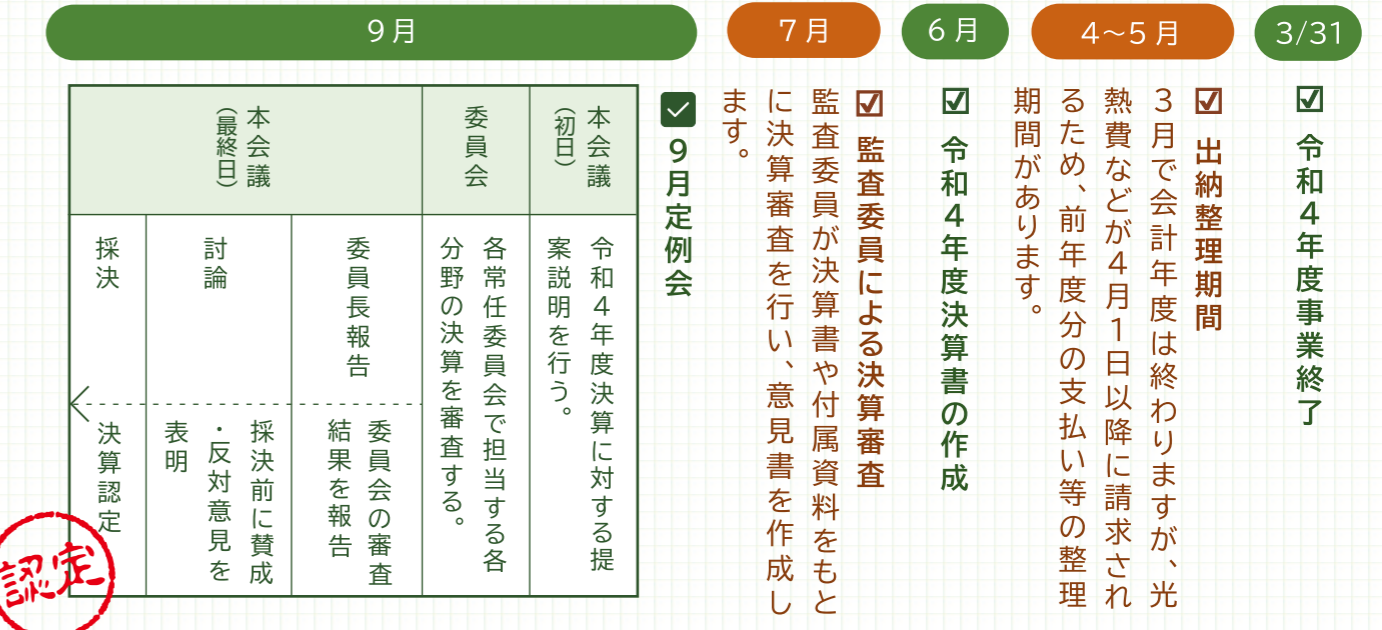 3/31
令和４年度事業終了
４～５月
出納整理期間
３月で会計年度は終わりますが、光
熱費などが４月１日以降に請求され
るため、前年度分の支払い等の整理
期間があります。
６月
令和４年度決算書の作成
７月
監査委員による決算審査
監査委員が決算書や付属資料をもと
に決算審査を行い、意見書を作成し
ます。
９月
９月定例会
本会議
（初日）
令和４年度決算に対する提
案説明を行う。
委員会
各常任委員会で担当する各
分野の決算を審査する。
本会議
（最終日）
委員長報告
委員会の審査
結果を報告
討論
採決前に賛成
・反対意見を
表明
採決
決算認定
認定